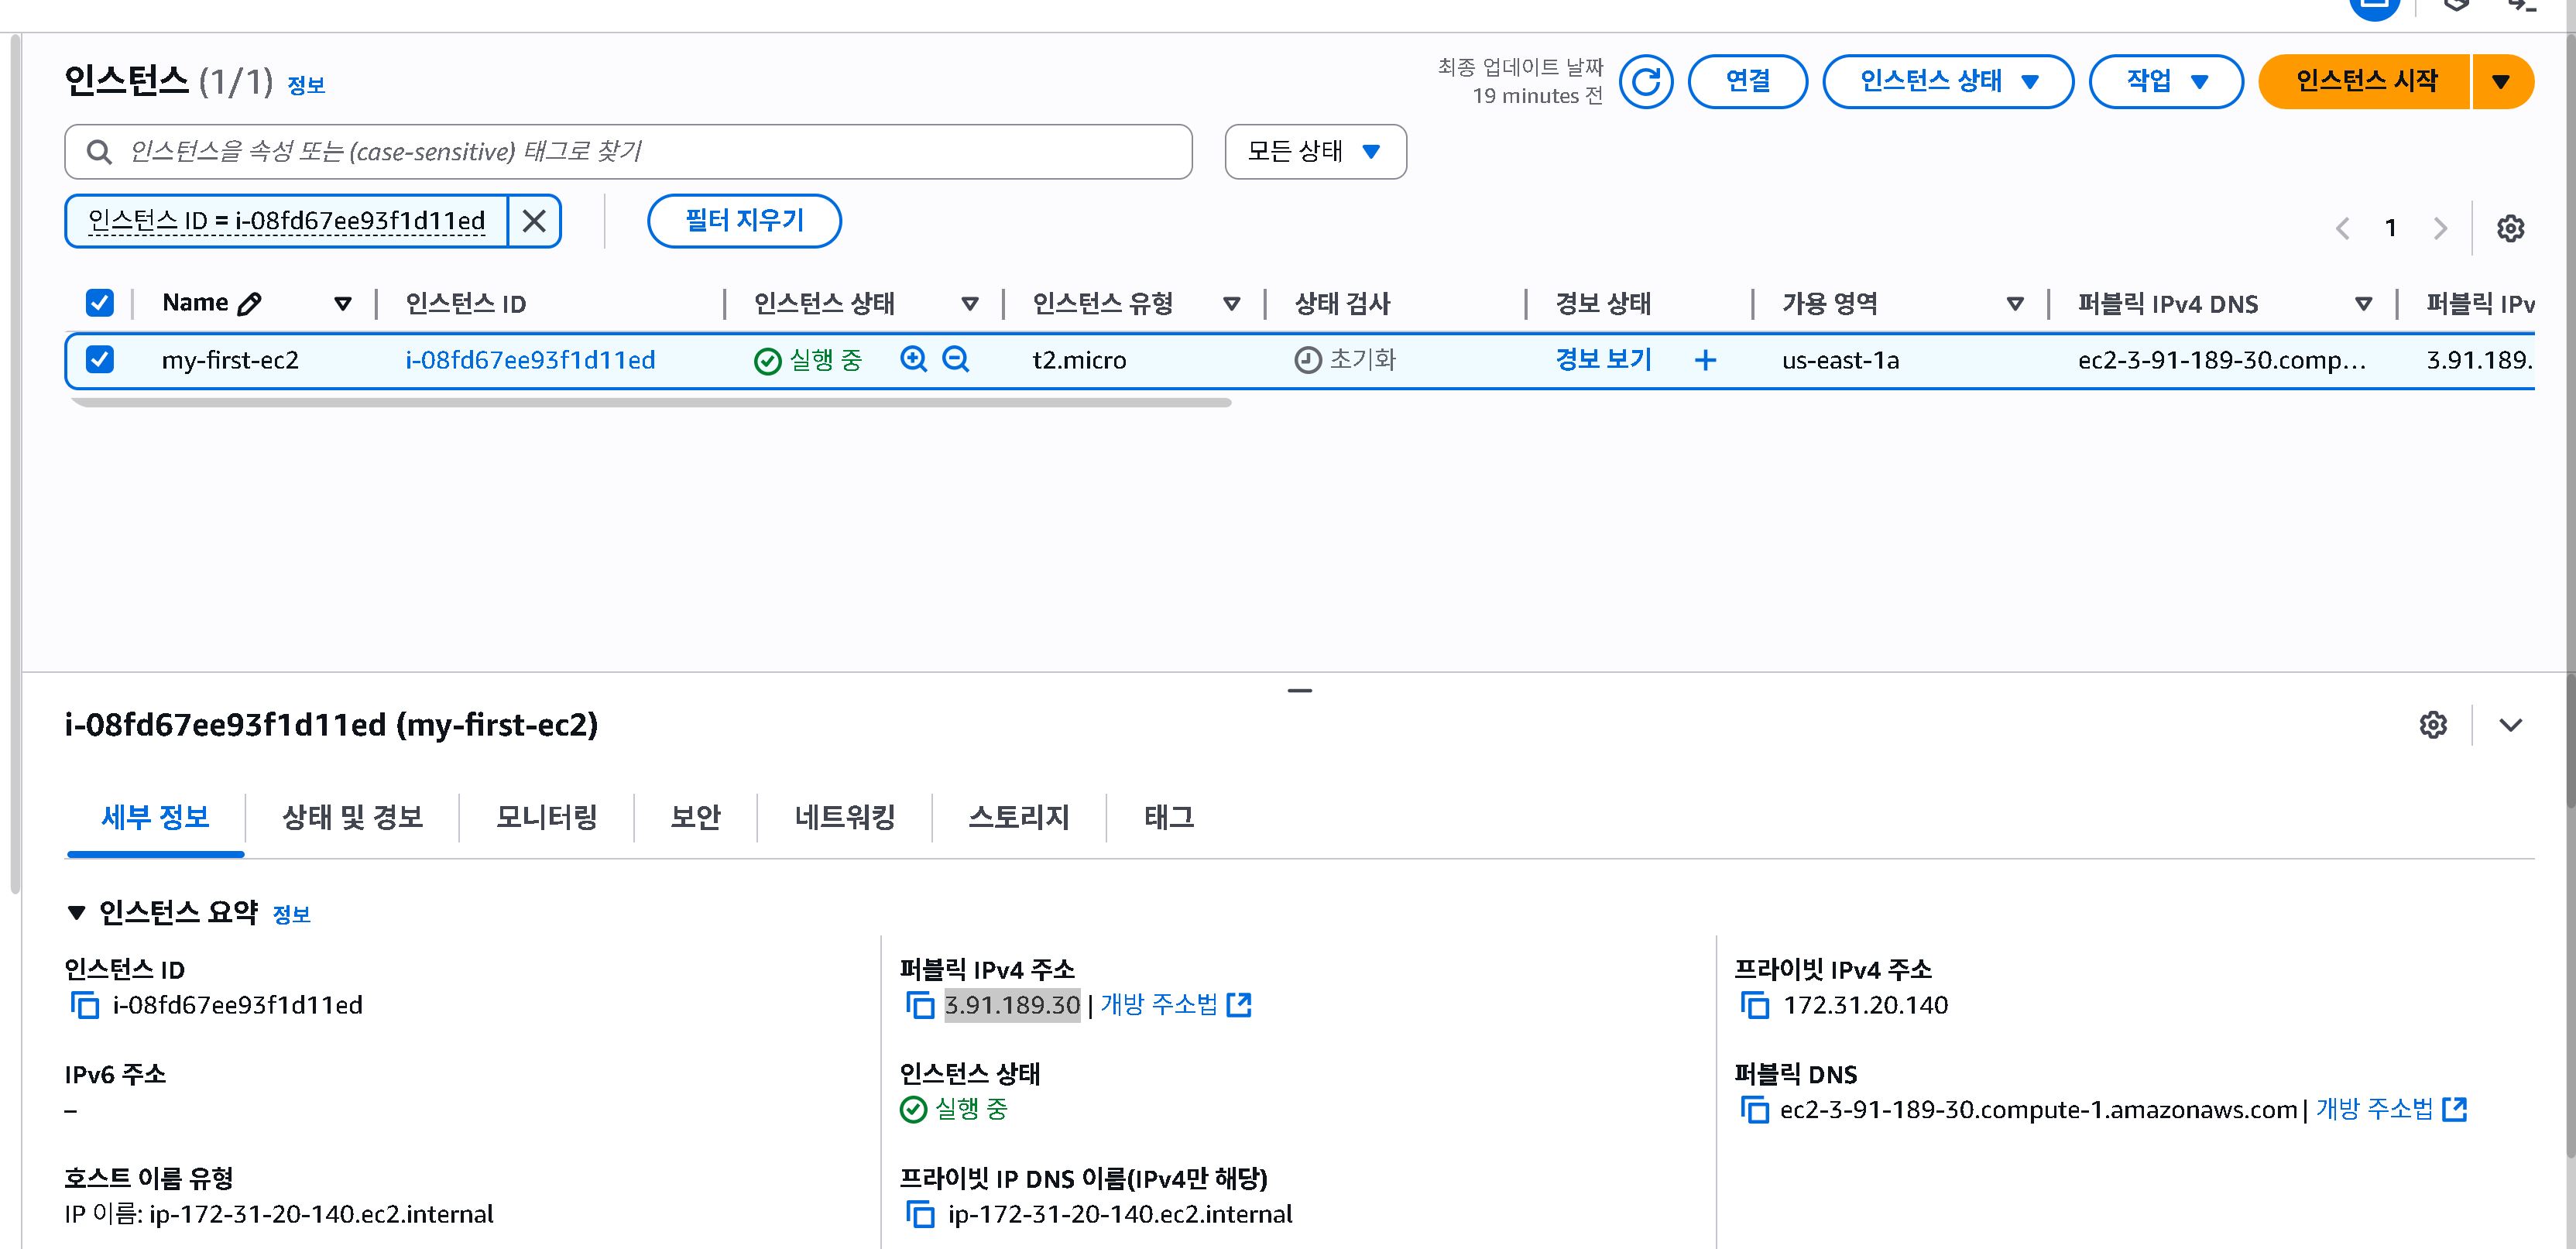 인스턴스 (1/1) 정보
최종 업데이트 날짜
19 minutes 전
연결
인스턴스 상태
작업
인스턴스 시작
인스턴스을 속성 또는 (case-sensitive) 태그로 찾기
모든 상태
인스턴스 ID = i-08fd67ee93f1d11ed
필터 지우기
1
Name 인스턴스 ID 인스턴스 상태 인스턴스 유형 상태 검사 경보 상태 가용 영역 퍼블릭 IPv4 DNS 퍼블릭 IPv
my-first-ec2 i-08fd67ee93f1d11ed 실행 중 t2.micro 초기화 경보 보기 + us-east-1a ec2-3-91-189-30.comp... 3.91.189.
i-08fd67ee93f1d11ed (my-first-ec2)
세부 정보 상태 및 경보 모니터링 보안 네트워킹 스토리지 태그
인스턴스 요약 정보
인스턴스 ID
i-08fd67ee93f1d11ed
퍼블릭 IPv4 주소
3.91.189.30 | 개방 주소법
프라이빗 IPv4 주소
172.31.20.140
IPv6 주소
–
인스턴스 상태
실행 중
퍼블릭 DNS
ec2-3-91-189-30.compute-1.amazonaws.com | 개방 주소법
호스트 이름 유형
IP 이름: ip-172-31-20-140.ec2.internal
프라이빗 IP DNS 이름(IPv4만 해당)
ip-172-31-20-140.ec2.internal